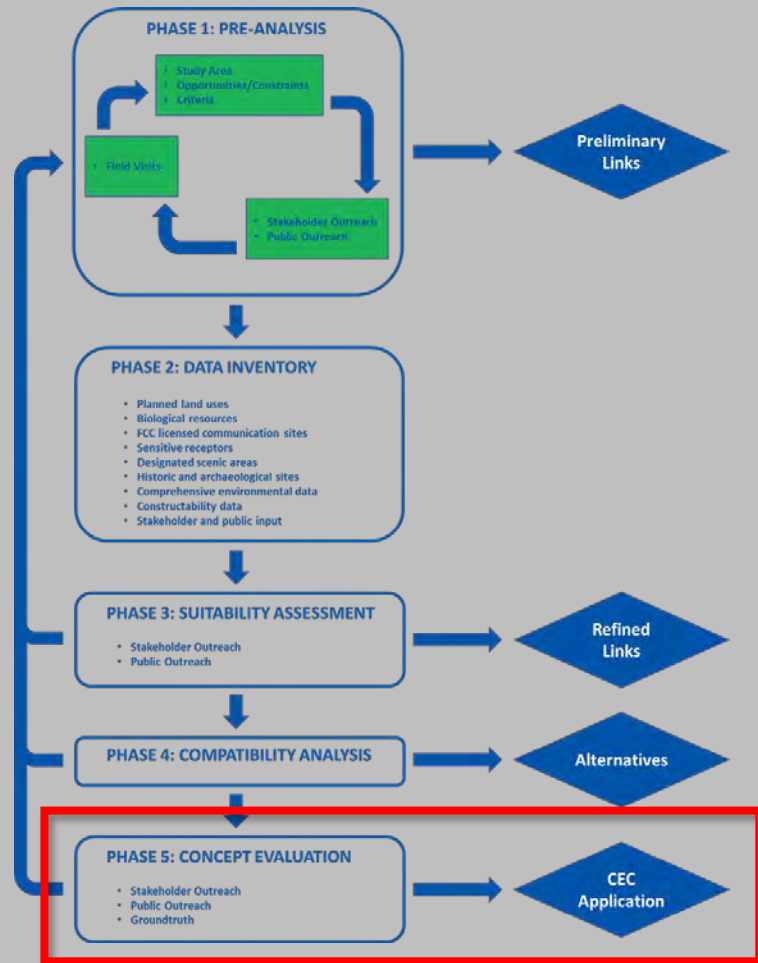 PHASE 1: PRE-ANALYSIS
• Study Area
• Opportunities/Constraints
• Criteria
• Field Visits
• Stakeholder Outreach
• Public Outreach
Preliminary
Links
PHASE 2: DATA INVENTORY
• Planned land uses
• Biological resources
• FCC licensed communication sites
• Sensitive receptors
• Designated scenic areas
• Historic and archaeological sites
• Comprehensive environmental data
• Constructability data
• Stakeholder and public input
PHASE 3: SUITABILITY ASSESSMENT
• Stakeholder Outreach
• Public Outreach
Refined
Links
PHASE 4: COMPATIBILITY ANALYSIS
Alternatives
PHASE 5: CONCEPT EVALUATION
• Stakeholder Outreach
• Public Outreach
• Groundtruth
CEC
Application